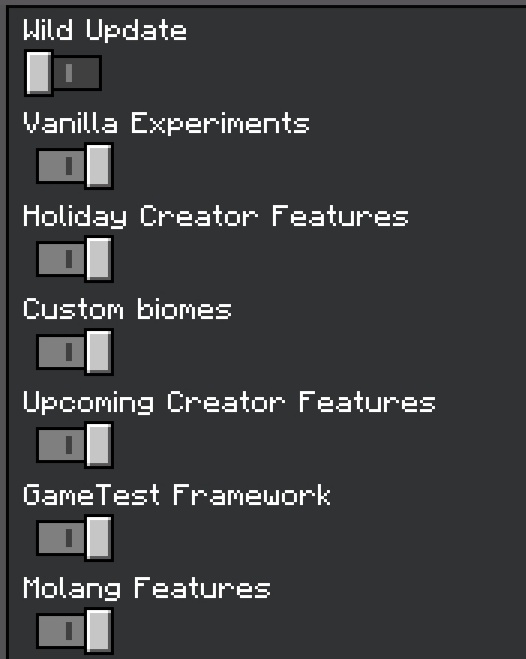 Wild Update
Vanilla Experiments
Holiday Creator Features
Custom biomes
Upcoming Creator Features
GameTest Framework
Molang Features